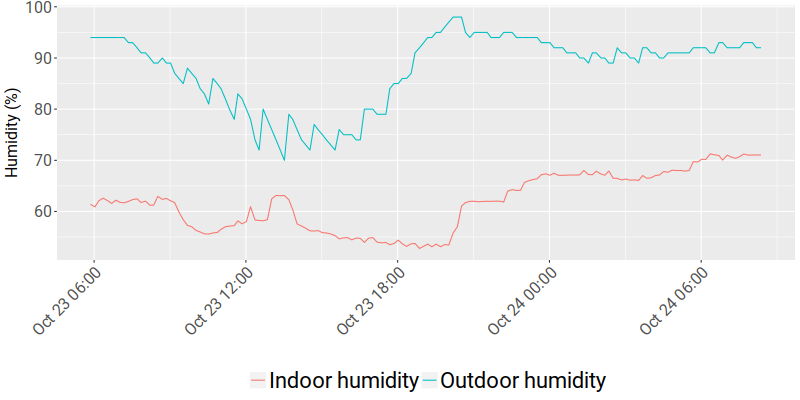 100
90
80
70
60
Humidity (%)
Oct 23 06:00
Oct 23 12:00
Oct 23 18:00
Oct 24 00:00
Oct 24 06:00
Indoor humidity Outdoor humidity